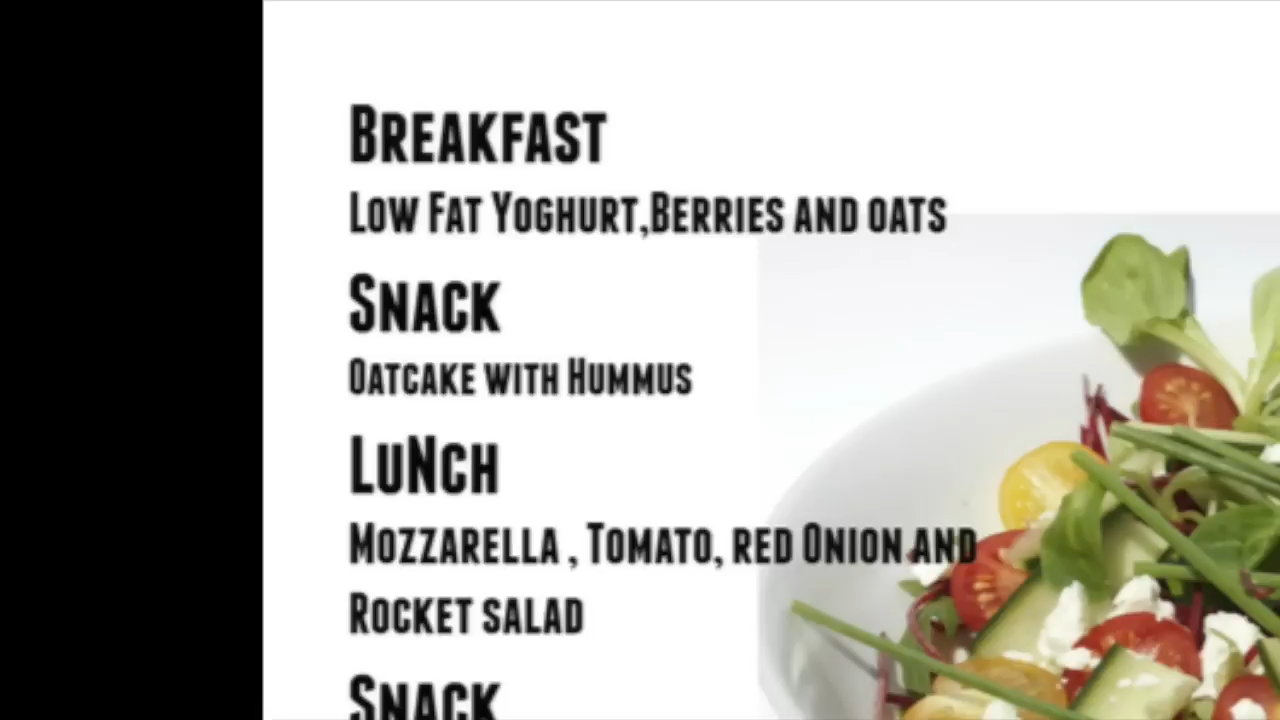 Breakfast
Low Fat Yoghurt,Berries and oats
Snack
Oatcake with Hummus
LuNch
Mozzarella , Tomato, red Onion and
Rocket salad
Snack